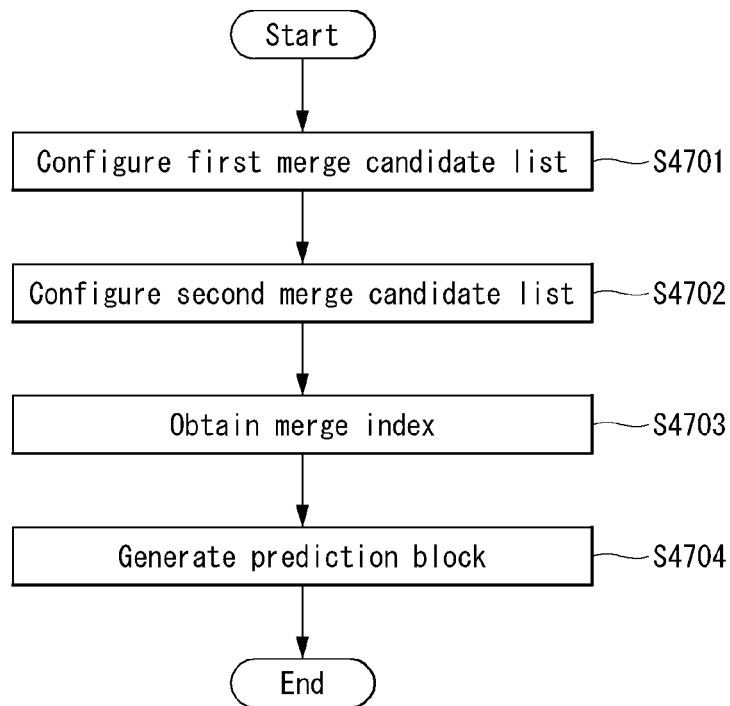 Start
Configure first merge candidate list
S4701
Configure second merge candidate list
S4702
Obtain merge index
S4703
Generate prediction block
S4704
End